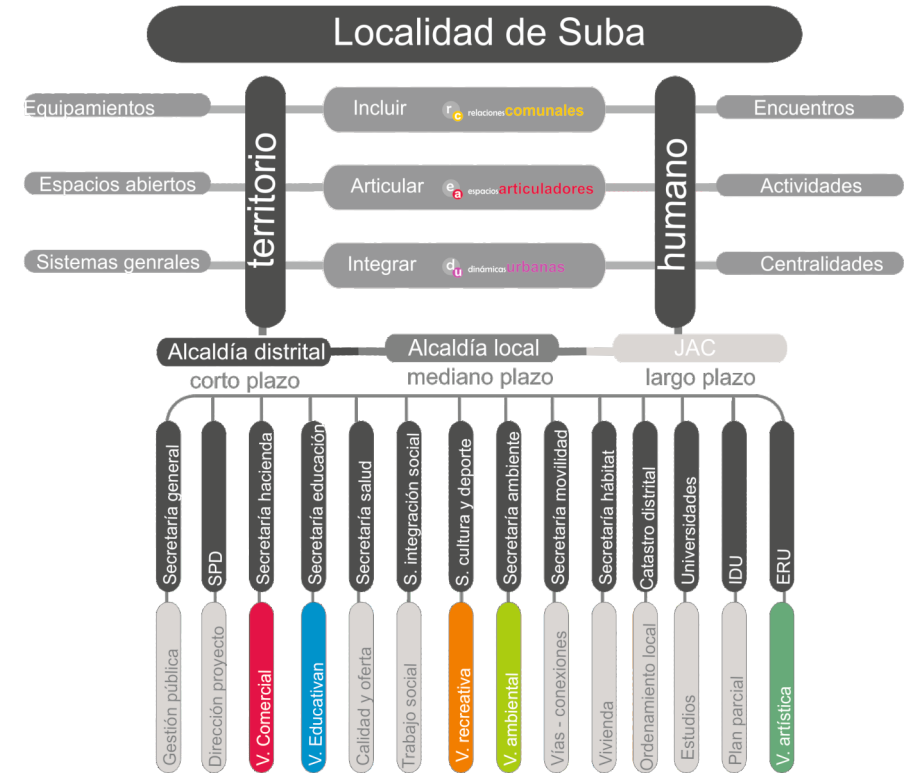 Localidad de Suba
Equipamientos
Incluir
rc relaciones comunales
Encuentros
territorio
humano
Espacios abiertos
Articular
ea espacios articuladores
Actividades
Sistemas genrales
Integrar
du dinámicas urbanas
Centralidades
Alcaldía distrital
Alcaldía local
JAC
corto plazo
mediano plazo
largo plazo
Secretaría general
SPD
Secretaría hacienda
Secretaría educación
Secretaría salud
S. integración social
S. cultura y deporte
Secretaría ambiente
Secretaría movilidad
Secretaría hábitat
Catastro distrital
Universidades
IDU
ERU
Gestión pública
Dirección proyecto
V. Comercial
V. Educativan
Calidad y oferta
Trabajo social
V. recreativa
V. ambiental
Vías - conexiones
Vivienda
Ordenamiento local
Estudios
Plan parcial
V. artística